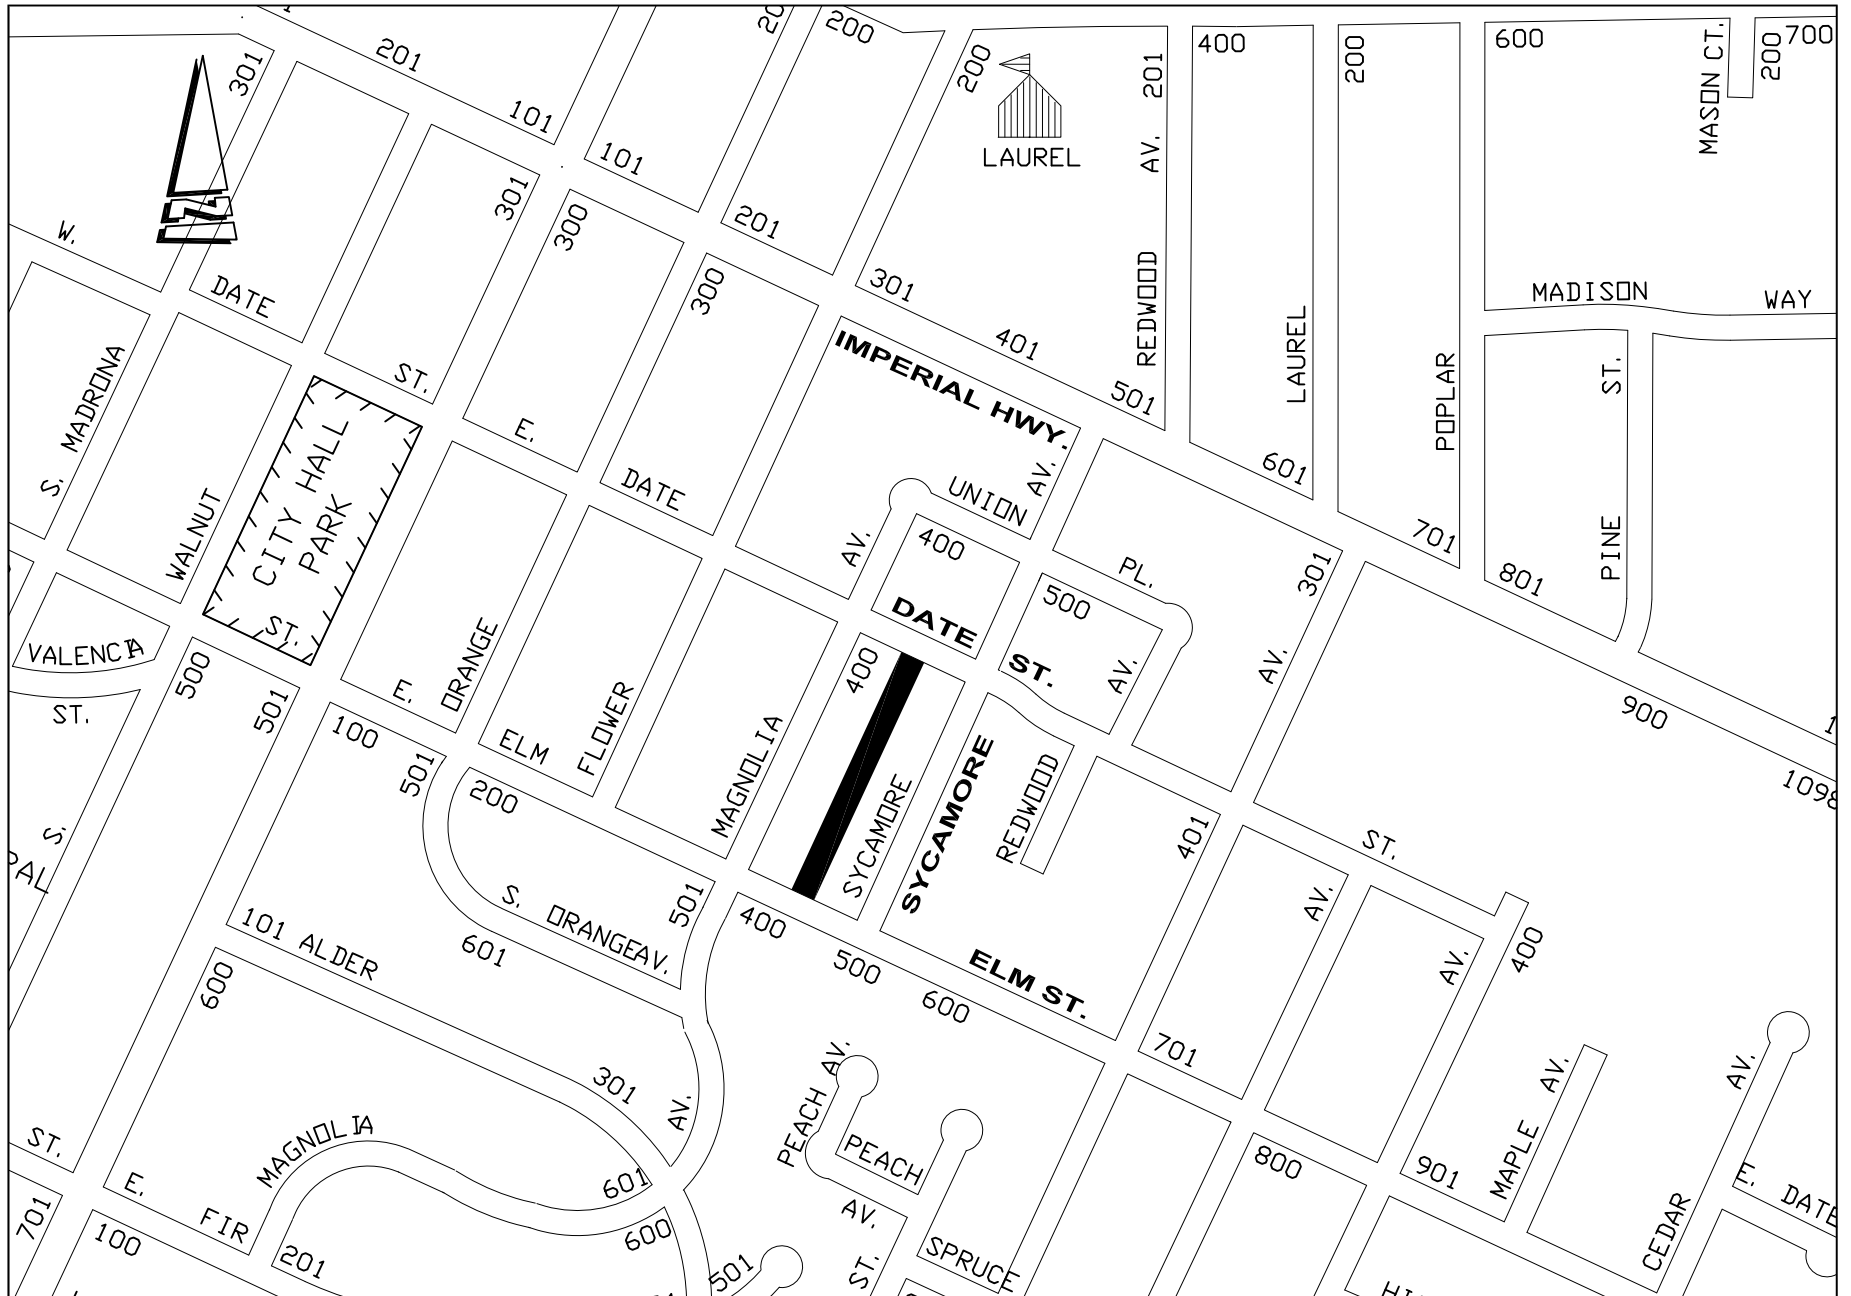 201
301
101
200
200
LAUREL
REDWOOD AV. 201
400
200
600
MASON CT.
200
700
W.
DATE
ST.
301
300
101
201
300
301
401
501
MADISON WAY
LAUREL
POPLAR
PINE ST.
S. MADRONA
WALNUT
CITY HALL
PARK
ST.
E.
DATE
IMPERIAL HWY.
UNION
AV.
AV.
PL.
400
500
301
AV.
601
701
801
900
1098
VALENCIA
ST.
500
501
E.
ORANGE
ELM
FLOWER
MAGNOLIA
400
DATE
ST.
AV.
SYCAMORE
SYCAMORE
REDWOOD
401
ST.
AV.
AV.
400
100
501
200
S. ORANGE AV.
501
400
500
600
ELM ST.
701
S.
101 ALDER
601
600
301
AV.
601
600
MAGNOLIA
PEACH AV.
PEACH
AV.
800
901
MAPLE AV.
CEDAR AV.
E. DATE
ST.
701
E.
FIR
100
201
501
ST.
SPRUCE